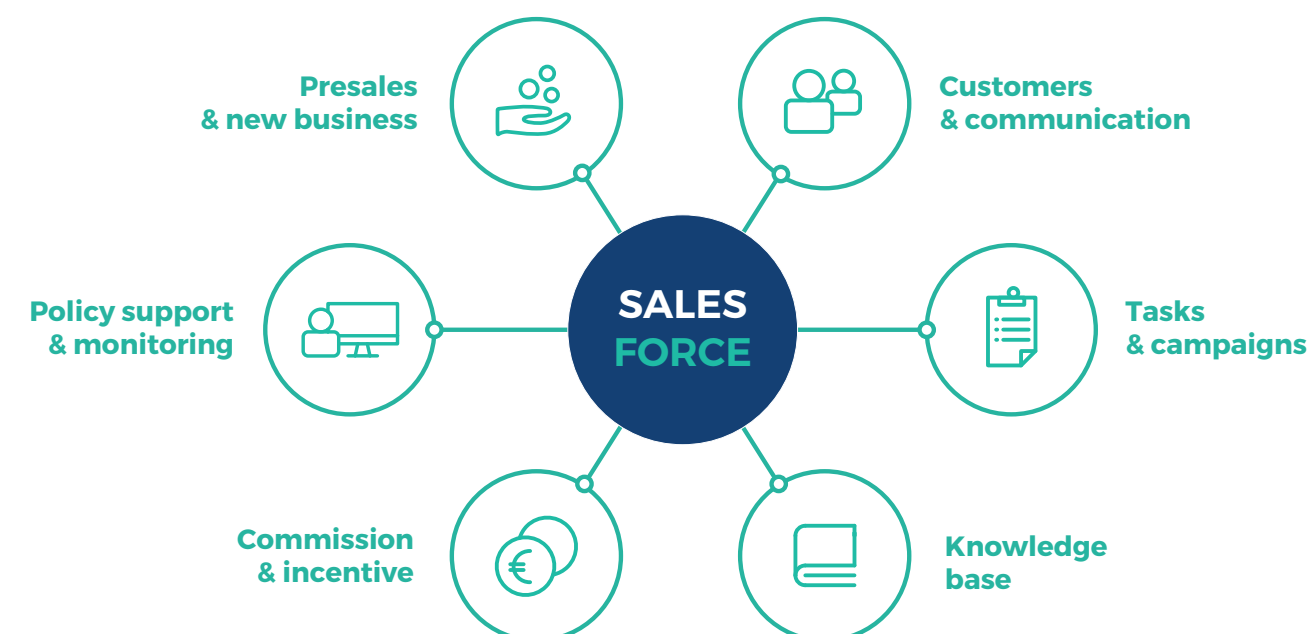 Presales
& new business
Customers
& communication
Policy support
& monitoring
SALES
FORCE
Tasks
& campaigns
Commission
& incentive
€
Knowledge
base